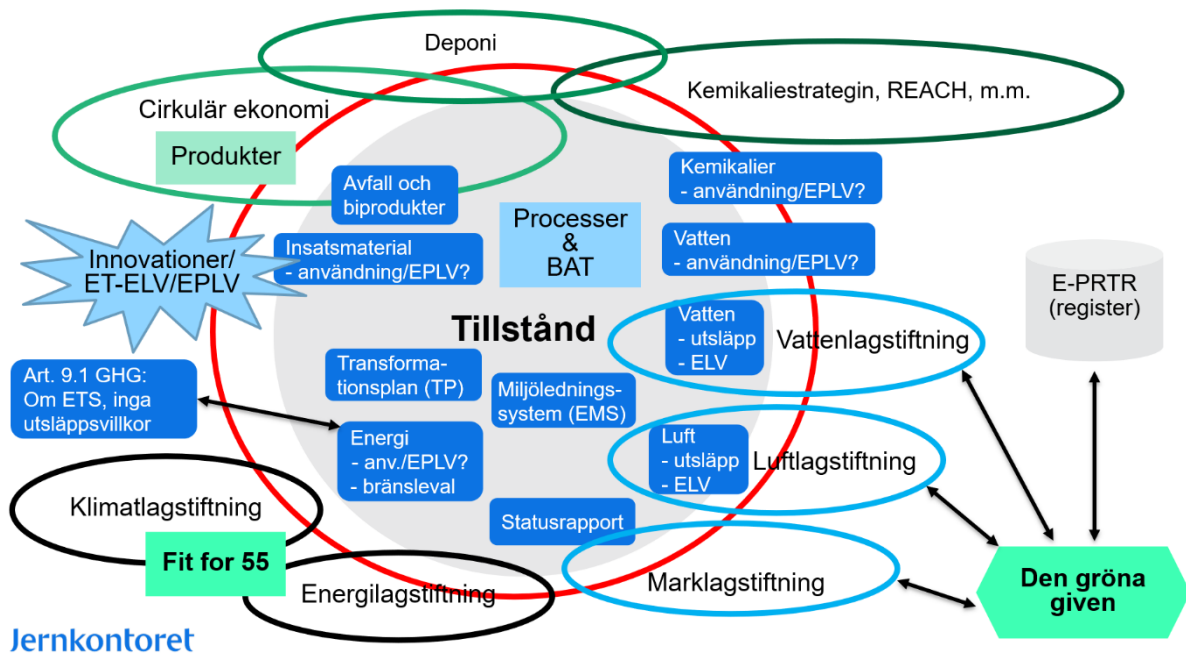 Deponi
Kemikaliestrategin, REACH, m.m.
Cirkulär ekonomi
Produkter
Avfall och
biprodukter
Processer
&
BAT
Kemikalier
- användning/EPLV?
Insatsmaterial
- användning/EPLV?
Vatten
- användning/EPLV?
Innovationer/
ET-ELV/EPLV
E-PRTR
(register)
Tillstånd
Vatten
- utsläpp
- ELV
Vattenlagstiftning
Transforma-
tionsplan (TP)
Miljölednings-
system (EMS)
Art. 9.1 GHG:
Om ETS, inga
utsläppsvillkor
Energi
- anv./EPLV?
- bränsleval
Luft
- utsläpp
- ELV
Luftlagstiftning
Klimatlagstiftning
Statusrapport
Fit for 55
Energilagstiftning
Marklagstiftning
Den gröna
given
Jernkontoret